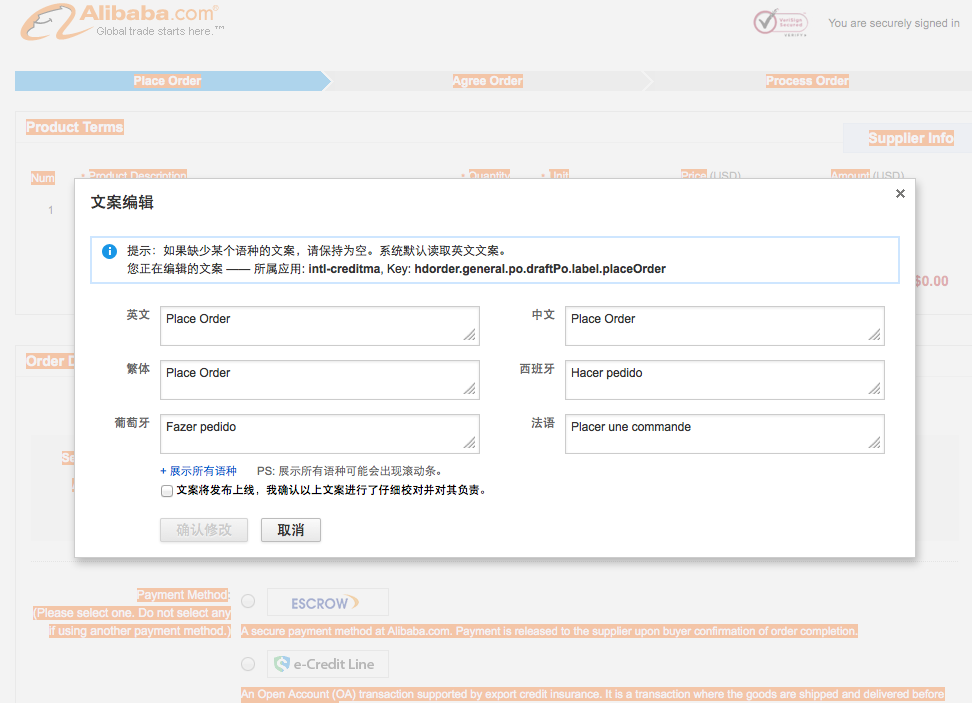 Alibaba.com®
Global trade starts here.™
VeriSign
Secured
VERIFY
You are securely signed in
Place Order
Agree Order
Process Order
Product Terms
Supplier Info
Num
• Product Description
• Quantity
• Unit
Price (USD)
Amount (USD)
1
文案编辑
×
提示：如果缺少某个语种的文案，请保持为空。系统默认读取英文文案。
您正在编辑的文案 —— 所属应用: intl-creditma, Key: hdorder.general.po.draftPo.label.placeOrder
$0.00
英文
Place Order
中文
Place Order
Order D
繁体
Place Order
西班牙
Hacer pedido
葡萄牙
Fazer pedido
法语
Placer une commande
Se
+ 展示所有语种
PS: 展示所有语种可能会出现滚动条。
文案将发布上线，我确认以上文案进行了仔细校对并对其负责。
确认修改
取消
Payment Method:
(Please select one. Do not select any
if using another payment method.)
ESCROW
A secure payment method at Alibaba.com. Payment is released to the supplier upon buyer confirmation of order completion.
e-Credit Line
An Open Account (OA) transaction supported by export credit insurance. It is a transaction where the goods are shipped and delivered before